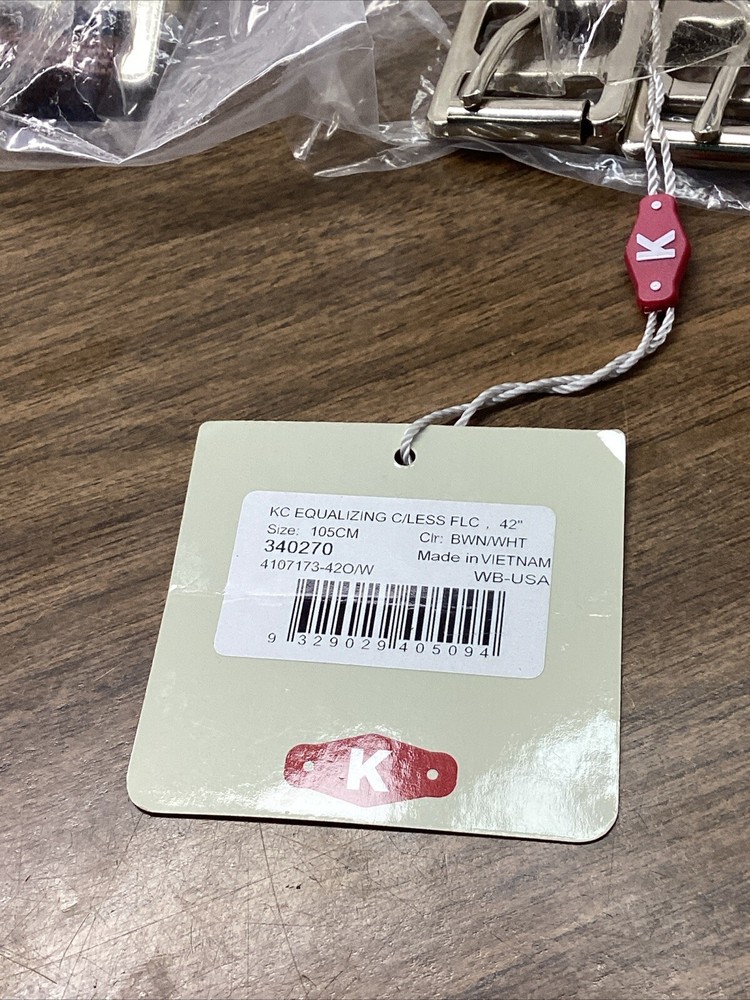 K
KC EQUALIZING C/LESS FLC , 42"
Size: 105CM Clr: BWN/WHT
340270 Made in VIETNAM
4107173-42O/W WB-USA
9 329029 405094
K